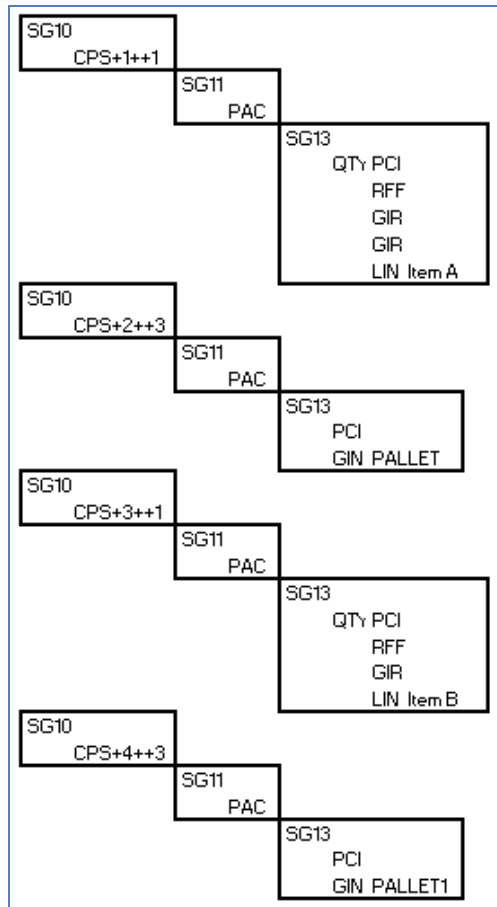 SG10
CPS+1++1
SG11
PAC
SG13
QTY PCI
RFF
GIR
GIR
LIN Item A
SG10
CPS+2++3
SG11
PAC
SG13
PCI
GIN PALLET
SG10
CPS+3++1
SG11
PAC
SG13
QTY PCI
RFF
GIR
LIN Item B
SG10
CPS+4++3
SG11
PAC
SG13
PCI
GIN PALLET1